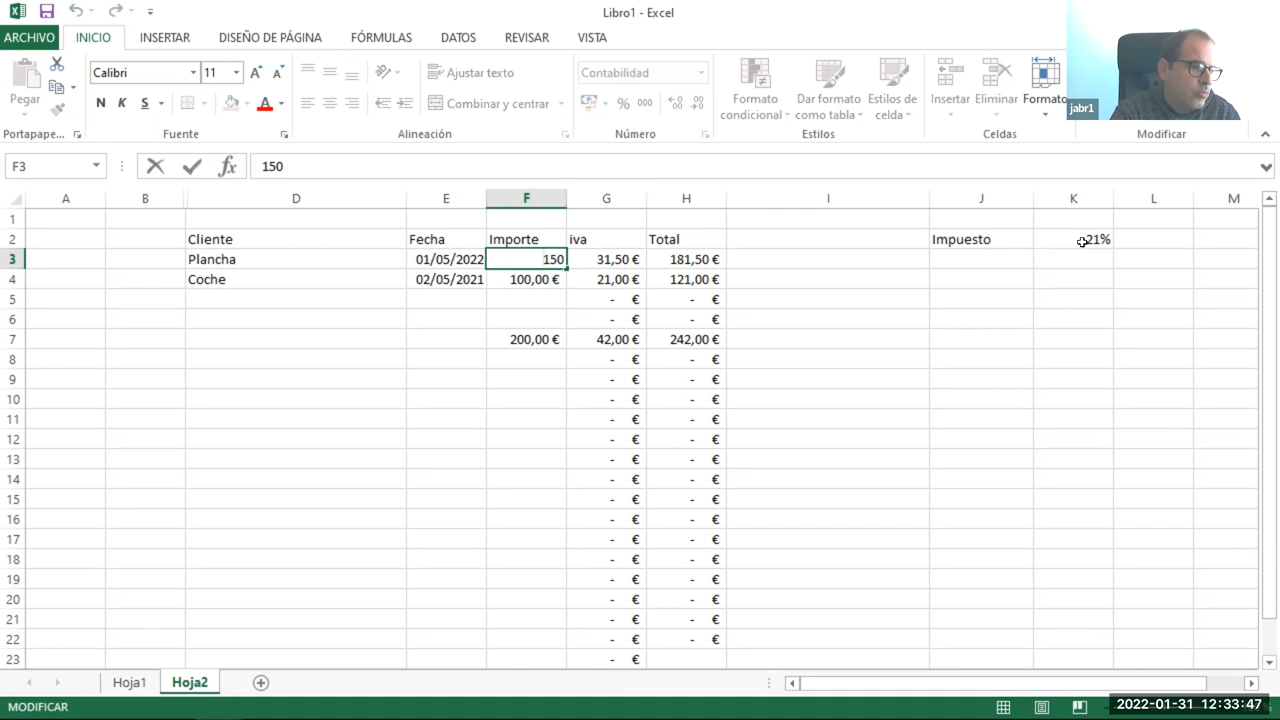 Libro1 - Excel
ARCHIVO INICIO INSERTAR DISEÑO DE PÁGINA FÓRMULAS DATOS REVISAR VISTA
Pegar
Calibri 11
N K S A
Ajustar texto
Combinar y centrar
Contabilidad
% 000
Formato condicional
Dar formato como tabla
Estilos de celda
Insertar Eliminar Formato
jabr1
Portapape... Fuente Alineación Número Estilos Celdas Modificar
F3 fx 150
A B D E F G H I J K L M
1
2 Cliente Fecha Importe iva Total Impuesto 21%
3 Plancha 01/05/2022 150 31,50 € 181,50 €
4 Coche 02/05/2021 100,00 € 21,00 € 121,00 €
5 - € - €
6 - € - €
7 200,00 € 42,00 € 242,00 €
8 - € - €
9 - € - €
10 - € - €
11 - € - €
12 - € - €
13 - € - €
14 - € - €
15 - € - €
16 - € - €
17 - € - €
18 - € - €
19 - € - €
20 - € - €
21 - € - €
22 - € - €
23 - €
Hoja1 Hoja2
MODIFICAR
2022-01-31 12:33:47